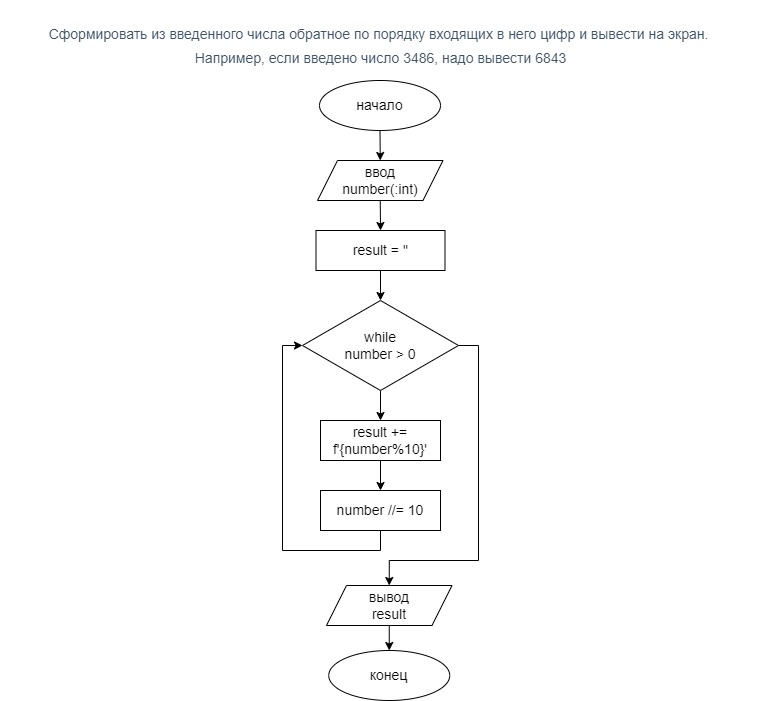 Сформировать из введенного числа обратное по порядку входящих в него цифр и вывести на экран.
Например, если введено число 3486, надо вывести 6843
начало
ввод
number(:int)
result = ''
while
number > 0
result +=
f'{number%10}'
number //= 10
вывод
result
конец